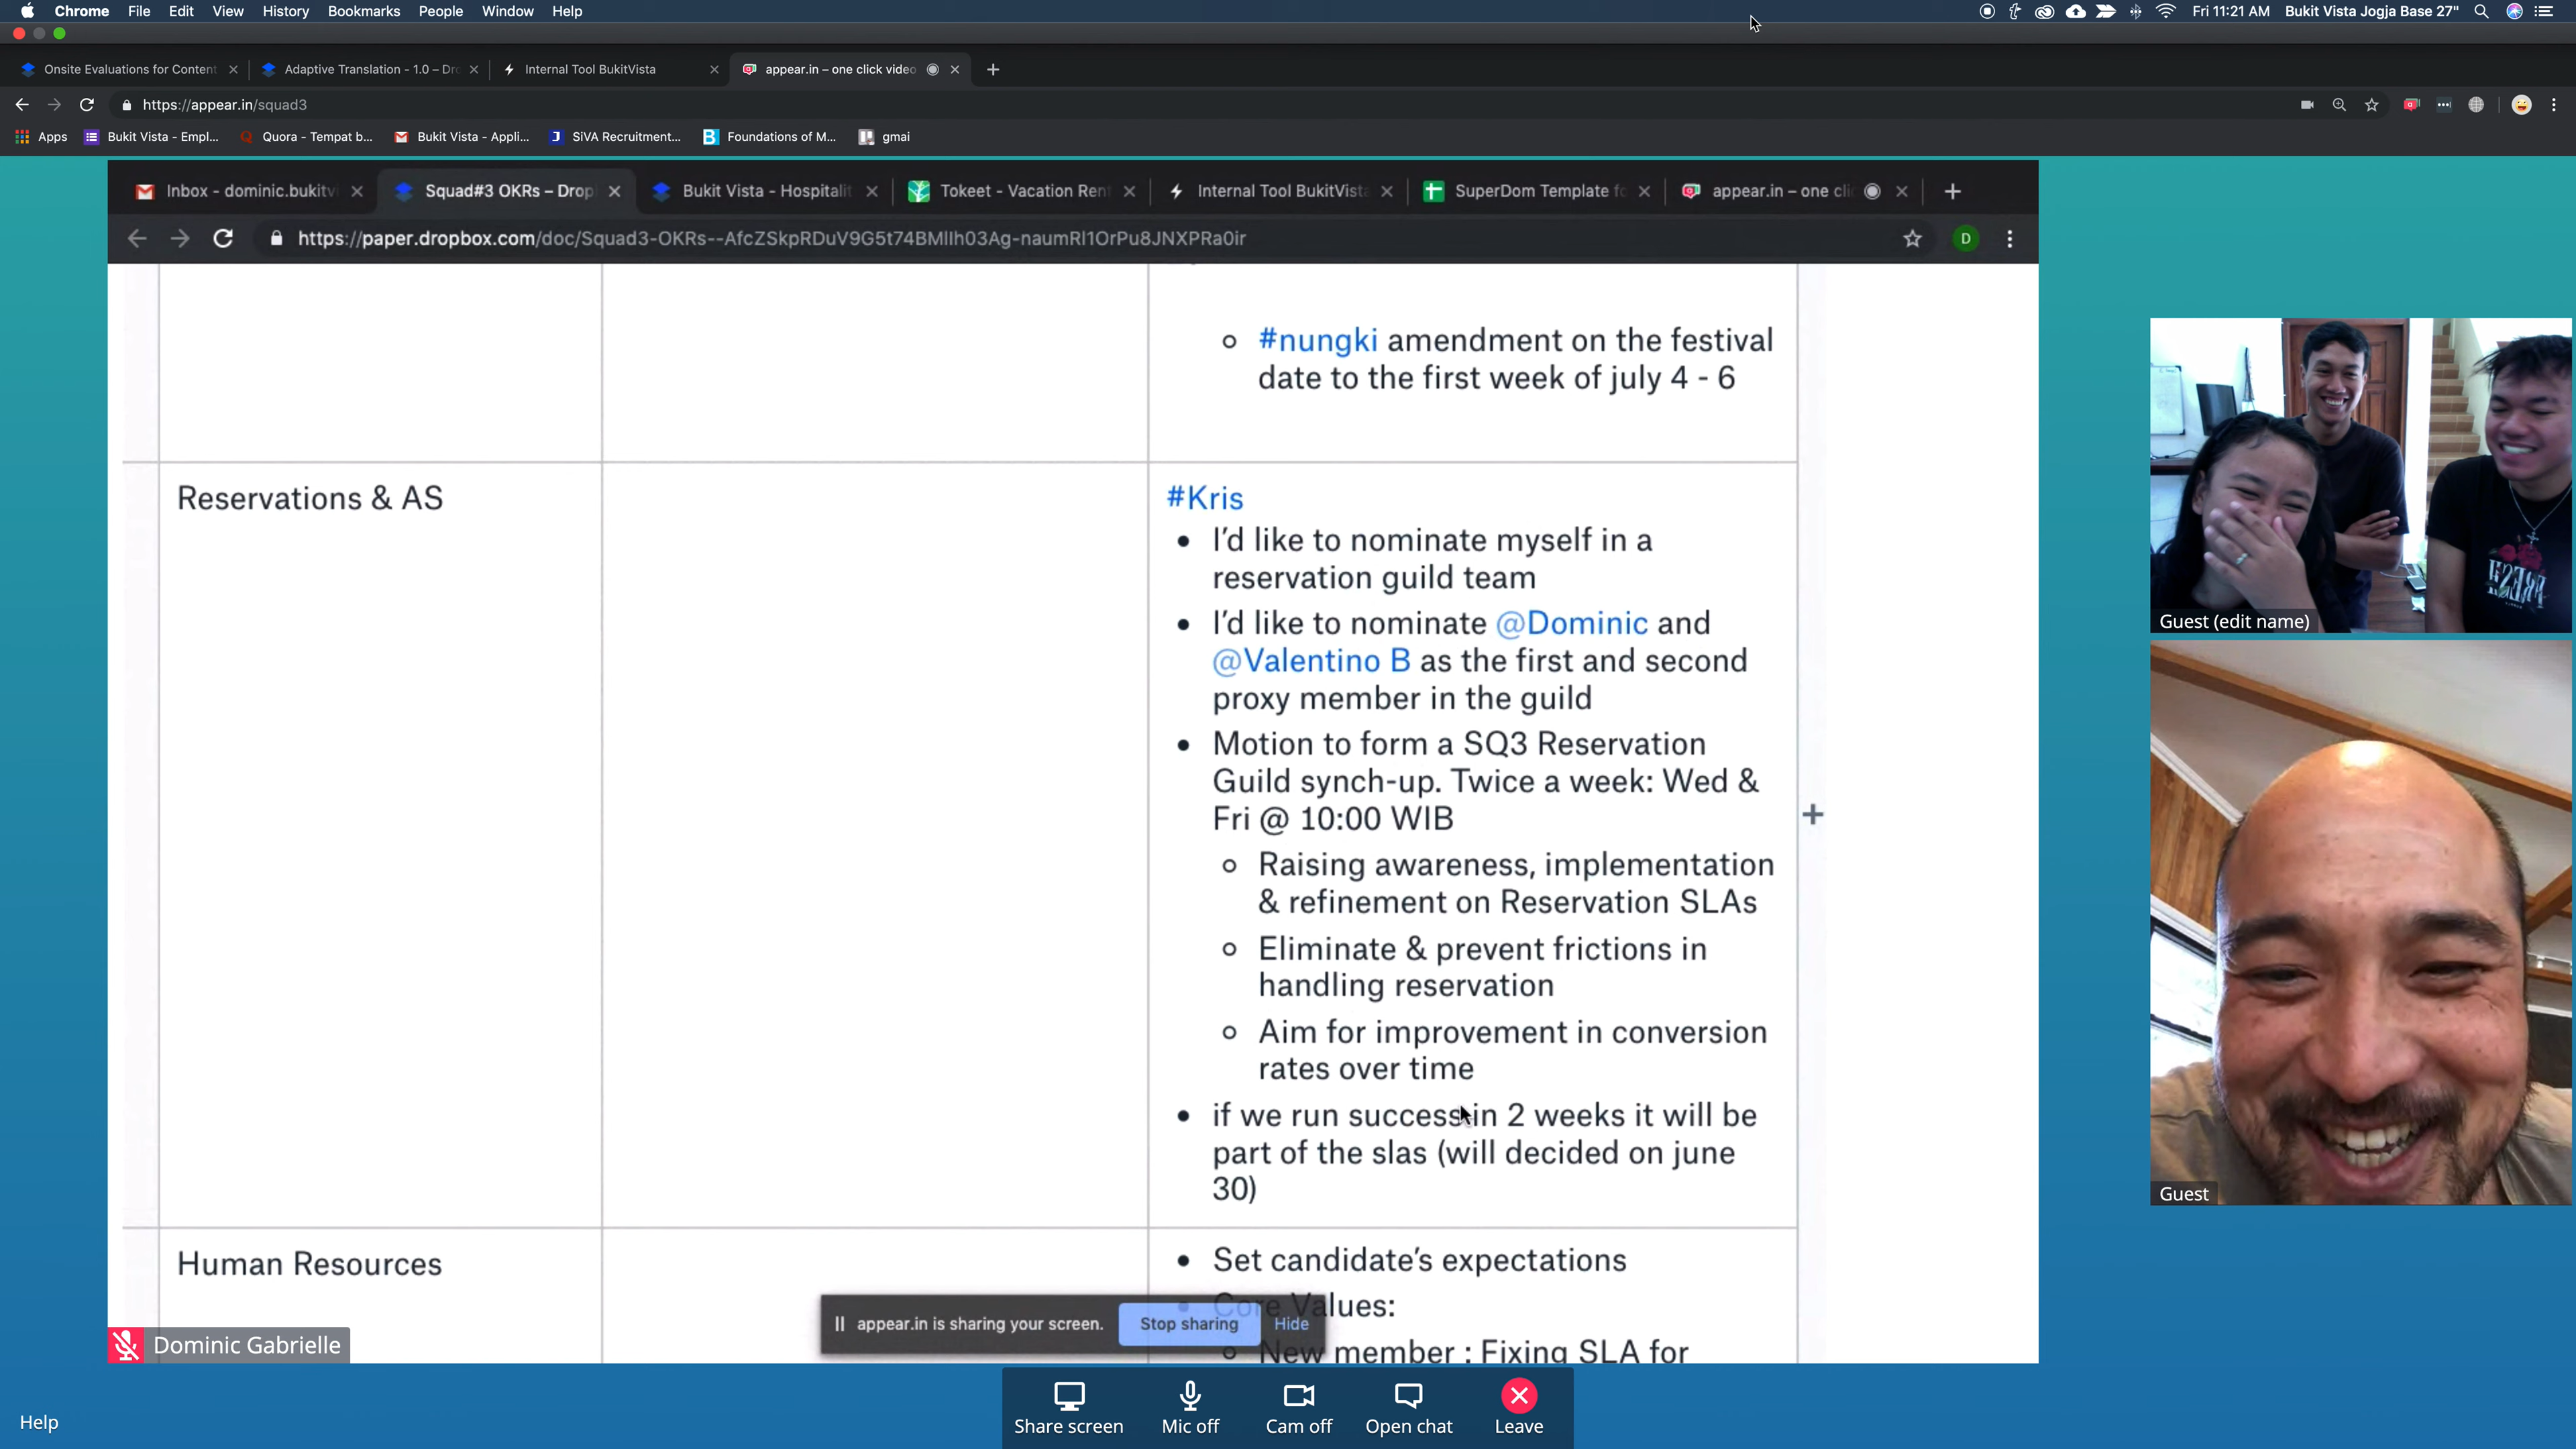 Chrome File Edit View History Bookmarks People Window Help
Fri 11:21 AM Bukit Vista Jogja Base 27"
Onsite Evaluations for Content
Adaptive Translation - 1.0 – Dro
Internal Tool BukitVista
appear.in – one click video
https://appear.in/squad3
Apps
Bukit Vista - Empl...
Quora - Tempat b...
Bukit Vista - Appli...
SiVA Recruitment...
Foundations of M...
gmai
Inbox - dominic.bukitvi
Squad#3 OKRs – Drop
Bukit Vista - Hospitalit
Tokeet - Vacation Ren
Internal Tool BukitVista
SuperDom Template fo
appear.in – one cli
https://paper.dropbox.com/doc/Squad3-OKRs--AfcZSkpRDuV9G5t74BMlIh03Ag-naumRl1OrPu8JNXPRa0ir
D
#nungki amendment on the festival
date to the first week of july 4 - 6
Reservations & AS
#Kris
I'd like to nominate myself in a
reservation guild team
I'd like to nominate @Dominic and
@Valentino B as the first and second
proxy member in the guild
Motion to form a SQ3 Reservation
Guild synch-up. Twice a week: Wed &
Fri @ 10:00 WIB
Raising awareness, implementation
& refinement on Reservation SLAs
Eliminate & prevent frictions in
handling reservation
Aim for improvement in conversion
rates over time
if we run success in 2 weeks it will be
part of the slas (will decided on june
30)
Human Resources
Set candidate's expectations
Core Values:
New member : Fixing SLA for
appear.in is sharing your screen.
Stop sharing
Hide
Dominic Gabrielle
Guest (edit name)
FRESH
Guest
Help
Share screen
Mic off
Cam off
Open chat
Leave